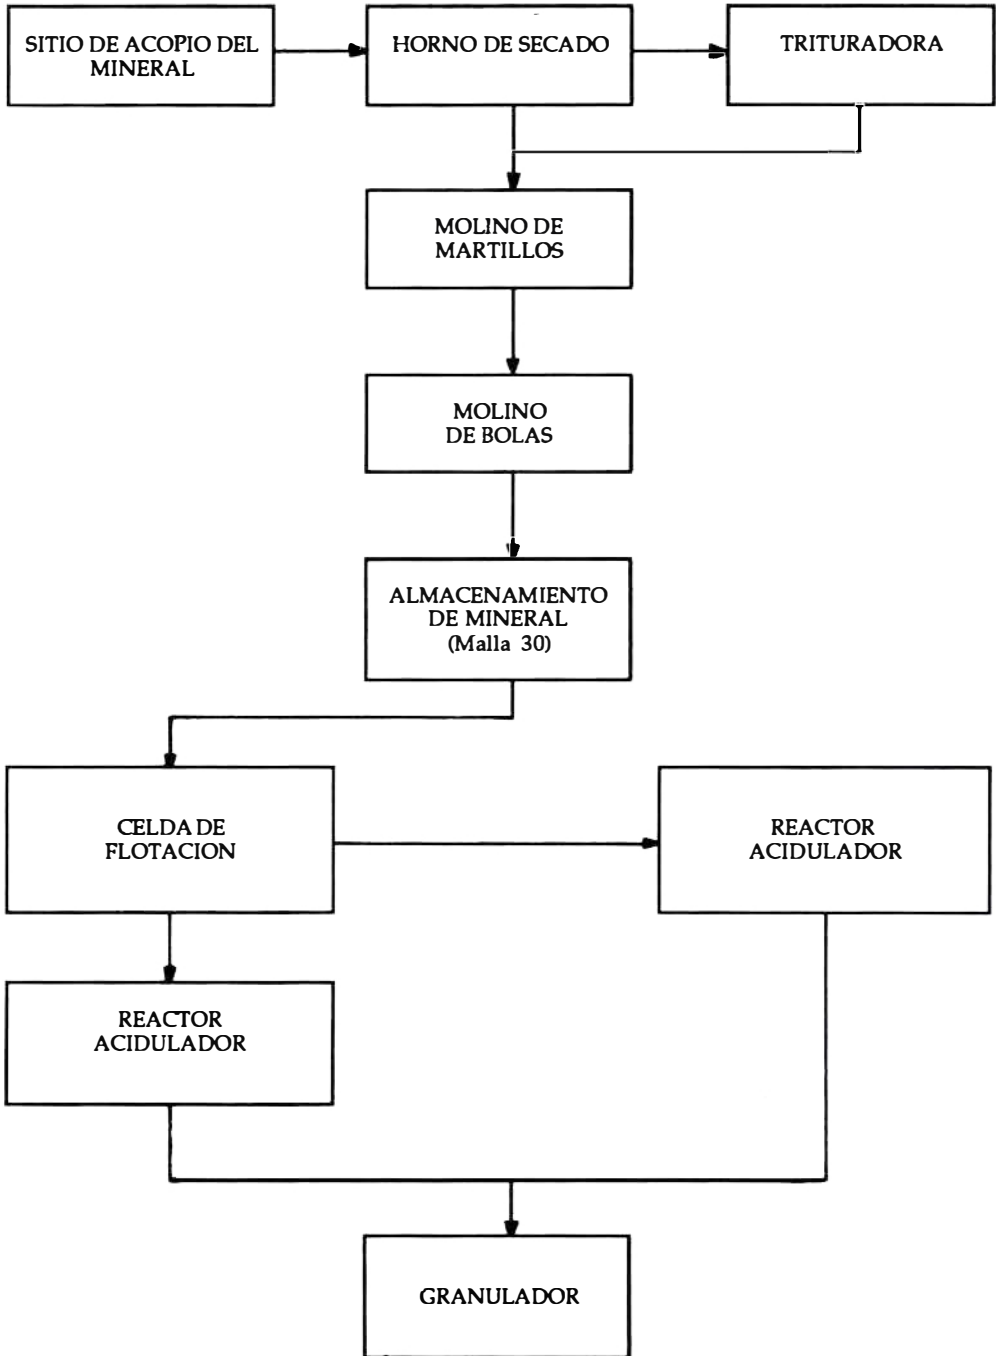 SITIO DE ACOPIO DEL
MINERAL
HORNO DE SECADO
TRITURADORA
MOLINO DE
MARTILLOS
MOLINO
DE BOLAS
ALMACENAMIENTO
DE MINERAL
(Malla 30)
CELDA DE
FLOTACION
REACTOR
ACIDULADOR
REACTOR
ACIDULADOR
GRANULADOR